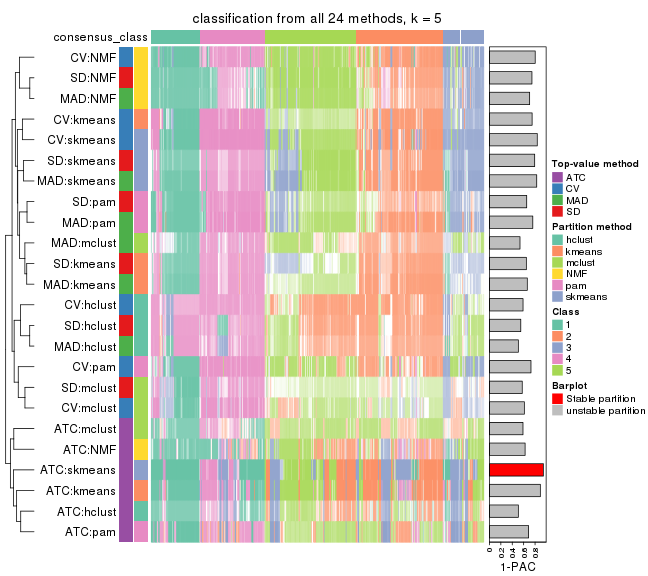 classification from all 24 methods, k = 5
consensus_class
CV:NMF
SD:NMF
MAD:NMF
CV:kmeans
CV:skmeans
SD:skmeans
MAD:skmeans
SD:pam
MAD:pam
MAD:mclust
SD:kmeans
MAD:kmeans
CV:hclust
SD:hclust
MAD:hclust
CV:pam
SD:mclust
CV:mclust
ATC:mclust
ATC:NMF
ATC:skmeans
ATC:kmeans
ATC:hclust
ATC:pam
0
0.2
0.4
0.6
0.8
1-PAC
Top-value method
ATC
CV
MAD
SD
Partition method
hclust
kmeans
mclust
NMF
pam
skmeans
Class
1
2
3
4
5
Barplot
Stable partition
unstable partition